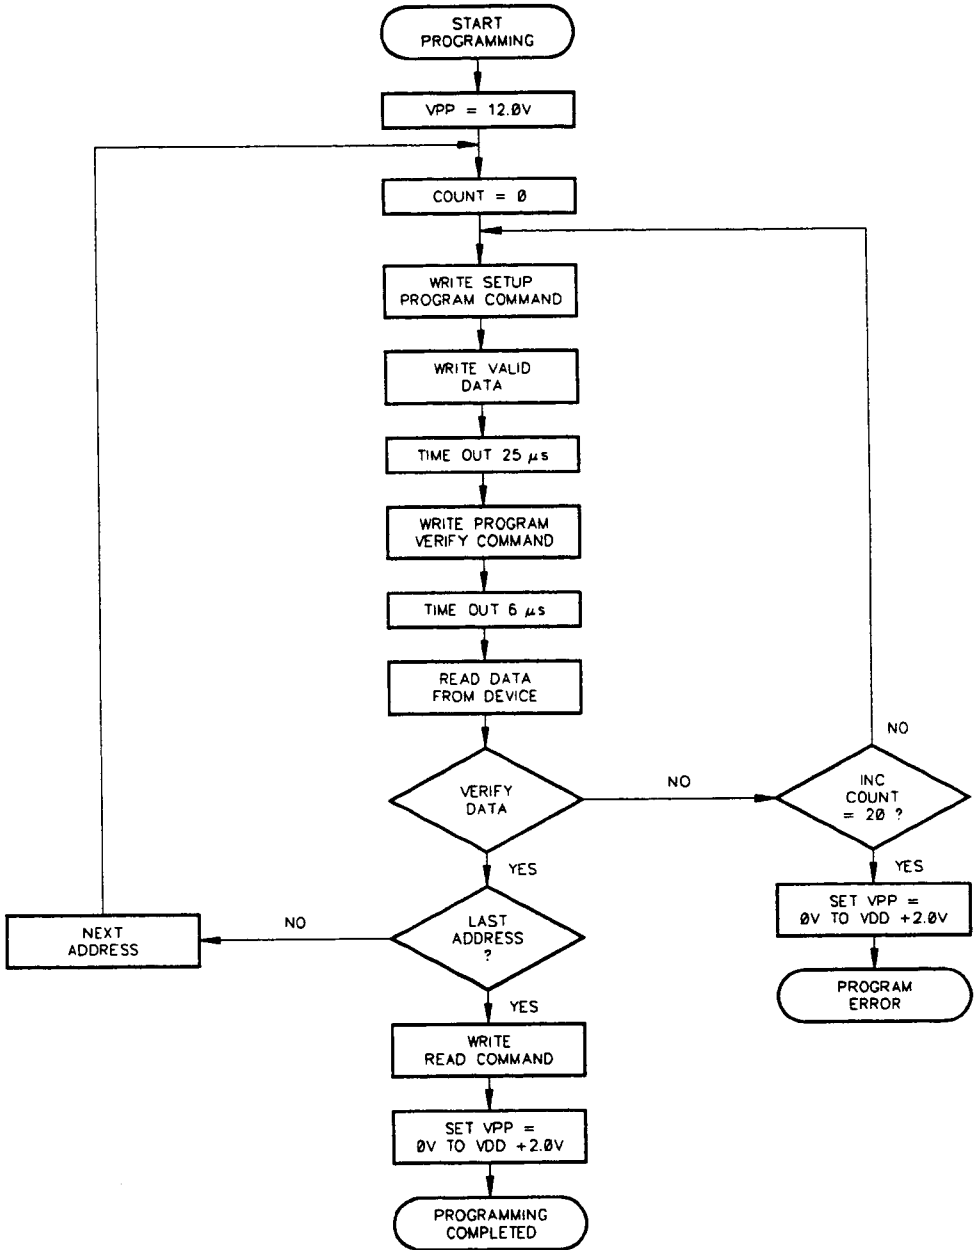 START
PROGRAMMING
VPP = 12.0V
COUNT = 0
WRITE SETUP
PROGRAM COMMAND
WRITE VALID
DATA
TIME OUT 25 μs
WRITE PROGRAM
VERIFY COMMAND
TIME OUT 6 μs
READ DATA
FROM DEVICE
VERIFY
DATA
NO
INC
COUNT
= 20 ?
NO
YES
SET VPP =
0V TO VDD +2.0V
PROGRAM
ERROR
YES
LAST
ADDRESS
?
NO
NEXT
ADDRESS
YES
WRITE
READ COMMAND
SET VPP =
0V TO VDD +2.0V
PROGRAMMING
COMPLETED